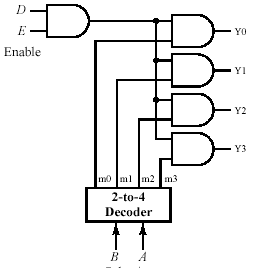 D
Y0
E
Enable
Y1
Y2
Y3
m0 m1 m2 m3
2-to-4
Decoder
B A